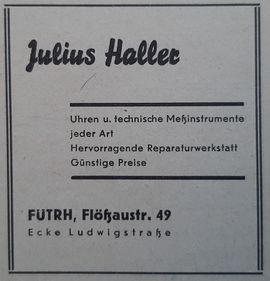 Julius Haller
Uhren u. technische Meßinstrumente
jeder Art
Hervorragende Reparaturwerkstatt
Günstige Preise
FÜTRH, Flößaustr. 49
Ecke Ludwigstraße